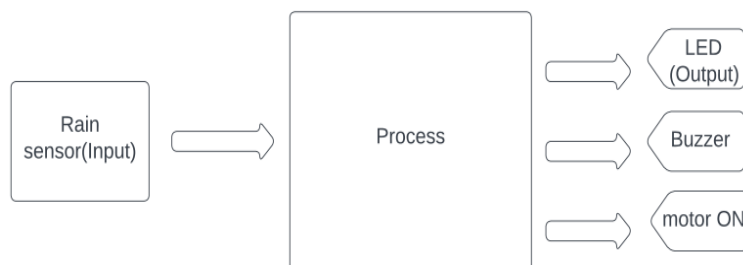 Rain
sensor(Input)
Process
LED
(Output)
Buzzer
motor ON